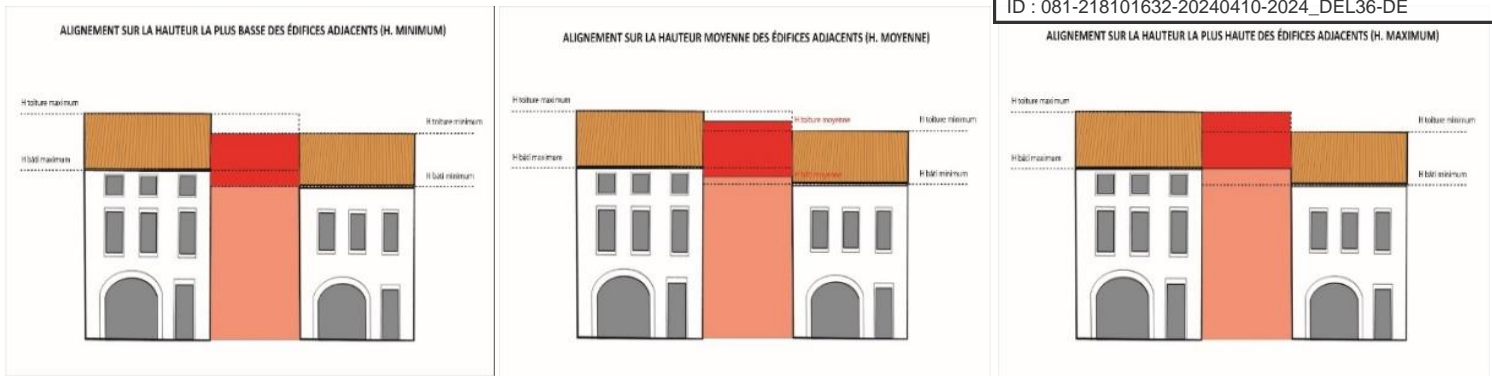 ID : 081-218101632-20240410-2024_DEL36-DE
ALIGNEMENT SUR LA HAUTEUR LA PLUS BASSE DES ÉDIFICES ADJACENTS (H. MINIMUM)
H toiture maximum
H toiture minimum
H bâti maximum
H bâti minimum
ALIGNEMENT SUR LA HAUTEUR MOYENNE DES ÉDIFICES ADJACENTS (H. MOYENNE)
H toiture maximum
H toiture moyenne
H toiture minimum
H bâti maximum
H bâti moyenne
H bâti minimum
ALIGNEMENT SUR LA HAUTEUR LA PLUS HAUTE DES ÉDIFICES ADJACENTS (H. MAXIMUM)
H toiture maximum
H toiture minimum
H bâti maximum
H bâti minimum